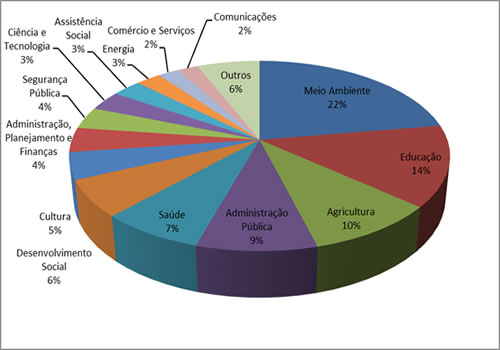 Meio Ambiente
22%
Educação
14%
Agricultura
10%
Administração
Pública
9%
Saúde
7%
Desenvolvimento
Social
6%
Cultura
5%
Administração,
Planejamento e
Finanças
4%
Segurança
Pública
4%
Ciência e
Tecnologia
3%
Assistência
Social
3%
Energia
3%
Comércio e Serviços
2%
Comunicações
2%
Outros
6%